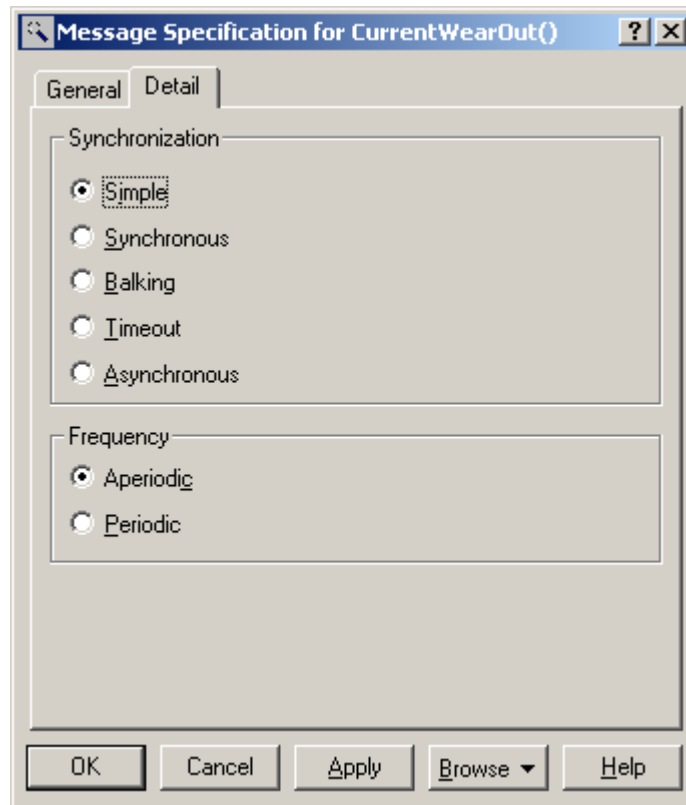 Message Specification for CurrentWearOut()
General Detail
Synchronization
Simple
Synchronous
Balking
Timeout
Asynchronous
Frequency
Aperiodic
Periodic
OK Cancel Apply Browse Help